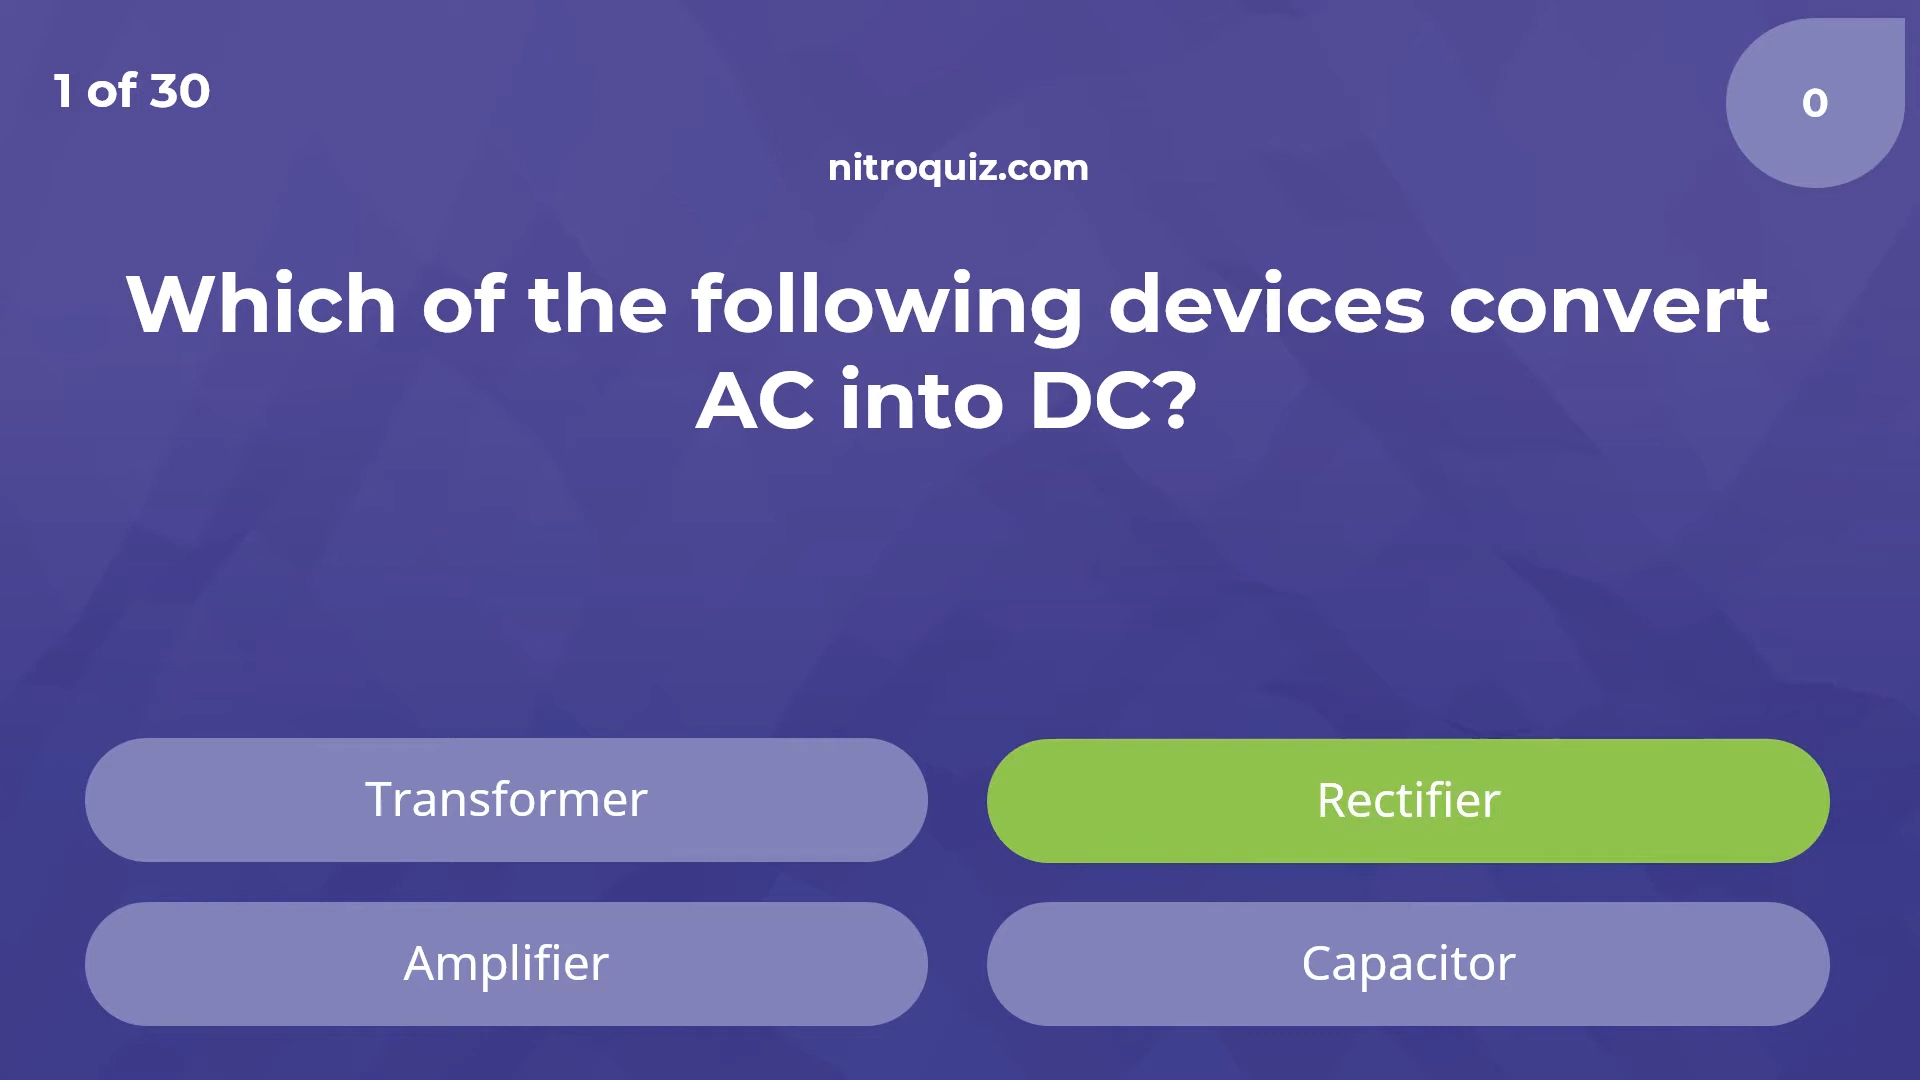 1 of 30
0
nitroquiz.com
Which of the following devices convert
AC into DC?
Transformer
Rectifier
Amplifier
Capacitor